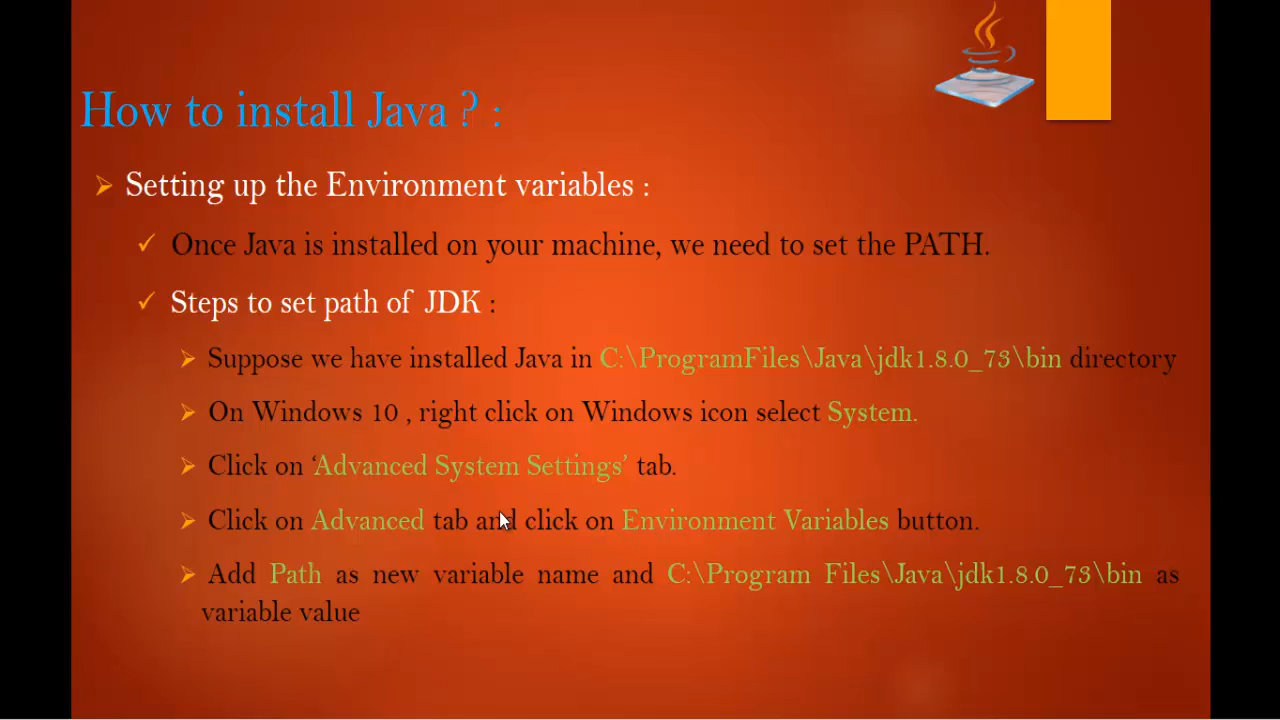 How to install Java ? :
Setting up the Environment variables :
Once Java is installed on your machine, we need to set the PATH.
Steps to set path of JDK :
Suppose we have installed Java in C:\ProgramFiles\Java\jdk1.8.0_73\bin directory
On Windows 10 , right click on Windows icon select System.
Click on ‘Advanced System Settings’ tab.
Click on Advanced tab and click on Environment Variables button.
Add Path as new variable name and C:\Program Files\Java\jdk1.8.0_73\bin as
variable value